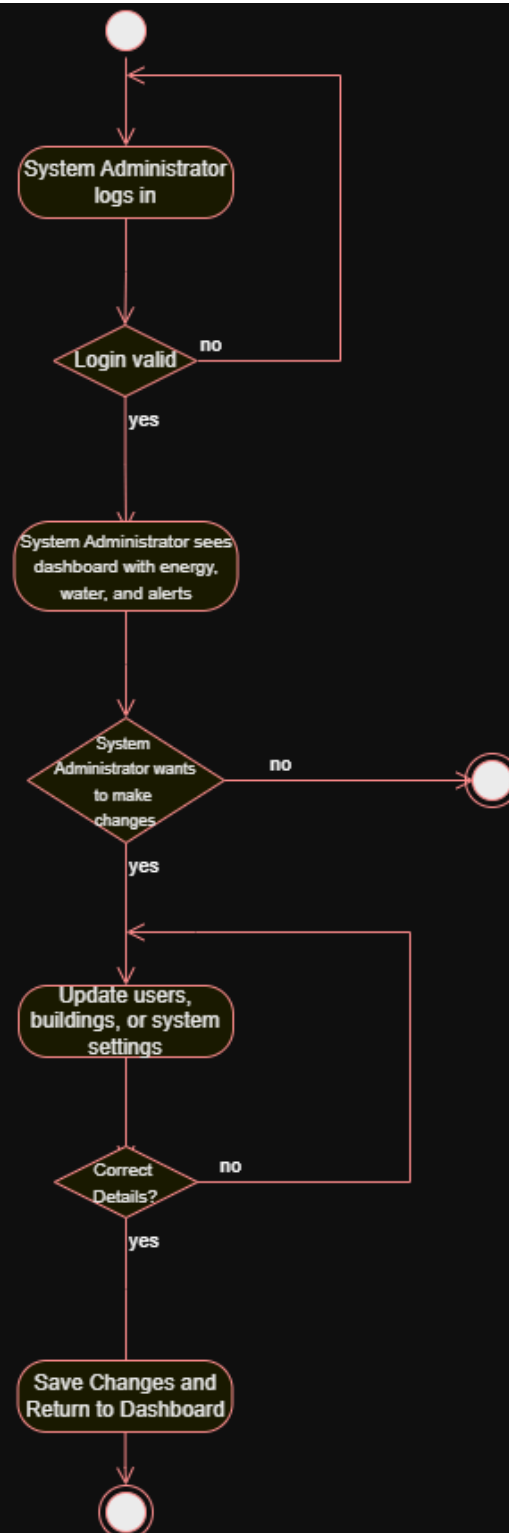 System Administrator
logs in
Login valid
no
yes
System Administrator sees
dashboard with energy,
water, and alerts
System
Administrator wants
to make
changes
no
yes
Update users,
buildings, or system
settings
Correct
Details?
no
yes
Save Changes and
Return to Dashboard